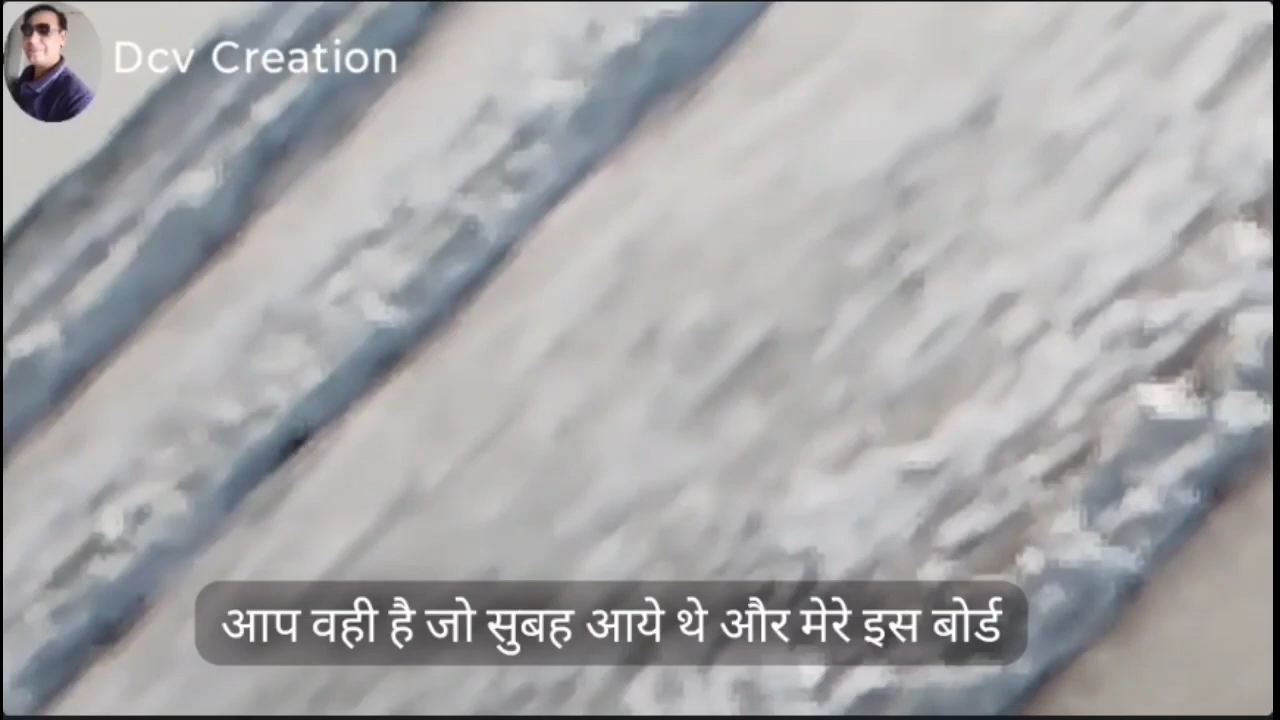 Dcv Creation
आप वही है जो सुबह आये थे और मेरे इस बोर्ड